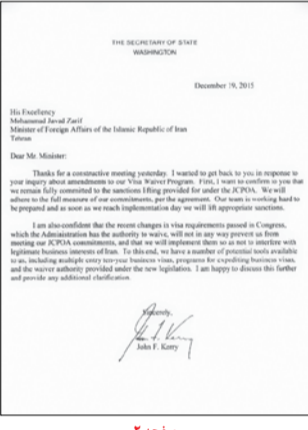 THE SECRETARY OF STATE
WASHINGTON
December 19, 2015
His Excellency
Mohammad Javad Zarif
Minister of Foreign Affairs of the Islamic Republic of Iran
Tehran
Dear Mr. Minister:
Thanks for a constructive meeting yesterday. I wanted to get back to you in response to
your inquiry about amendments to our Visa Waiver Program. First, I want to confirm to you that
we remain fully committed to the sanctions lifting provided for under the JCPOA. We will
adhere to the full measure of our commitments, per the agreement. Our team is working hard to
be prepared and as soon as we reach implementation day we will lift appropriate sanctions.
I am also confident that the recent changes in visa requirements passed in Congress,
which the Administration has the authority to waive, will not in any way prevent us from
meeting our JCPOA commitments, and that we will implement them so as not to interfere with
legitimate business interests of Iran. To this end, we have a number of potential tools available
to us, including multiple entry ten-year business visas, programs for expediting business visas,
and the waiver authority provided under the new legislation. I am happy to discuss this further
and provide any additional clarification.
Sincerely,
John F. Kerry